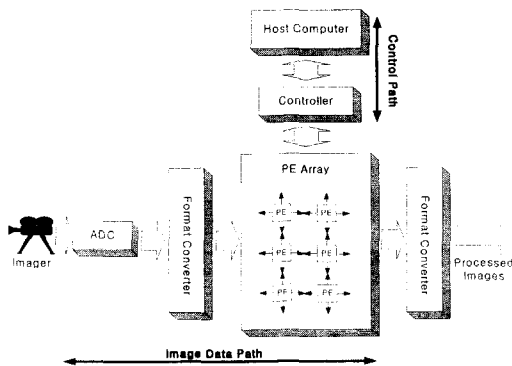 Host Computer
Control Path
Controller
PE Array
Format Converter
Format Converter
ADC
PE PE
PE PE
PE PE
Imager
Processed
Images
Image Data Path